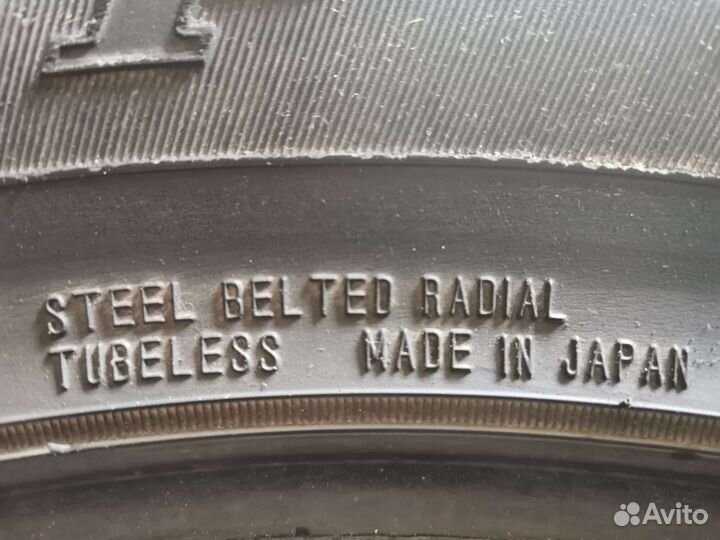 STEEL BELTED RADIAL
TUBELESS MADE IN JAPAN
Avito